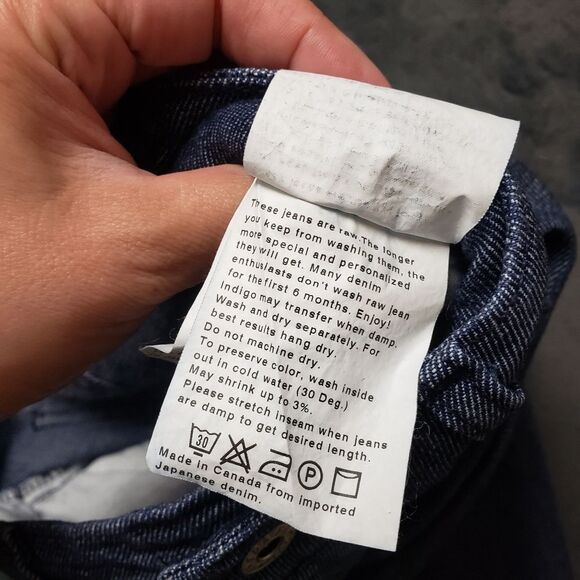 These jeans are raw. The longer
you keep from washing them, the
more special and personalized
they will get. Many denim
enthusiasts don't wash raw jean
for the first 6 months. Enjoy!
Indigo may transfer when damp.
Wash and dry separately. For
best results hang dry.
Do not machine dry.
To preserve color, wash inside
out in cold water (30 Deg.)
May shrink up to 3%.
Please stretch inseam when jeans
are damp to get desired length.
30 P
Made in Canada from imported
Japanese denim.